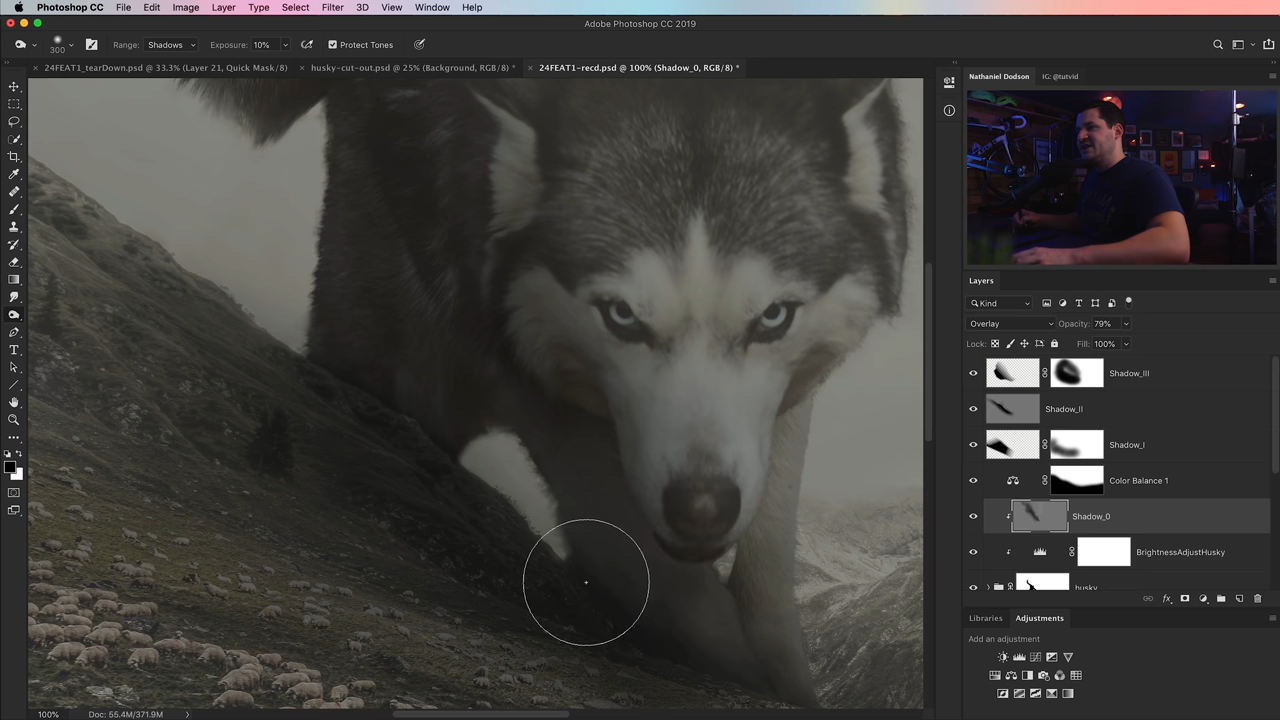 Photoshop CC File Edit Image Layer Type Select Filter 3D View Window Help
Adobe Photoshop CC 2019
300 Range: Shadows Exposure: 10% Protect Tones
24FEAT1_tearDown.psd @ 33.3% (Layer 21, Quick Mask/8) husky-cut-out.psd @ 25% (Background, RGB/8) * 24FEAT1-recd.psd @ 100% (Shadow_0, RGB/8) *
Nathaniel Dodson IG: @tutvid
Layers
Kind
Overlay Opacity: 79%
Lock: Fill: 100%
Shadow_III
Shadow_II
Shadow_I
Color Balance 1
Shadow_0
BrightnessAdjustHusky
husky
fx
Libraries Adjustments
Add an adjustment
100% Doc: 55.4M/371.9M